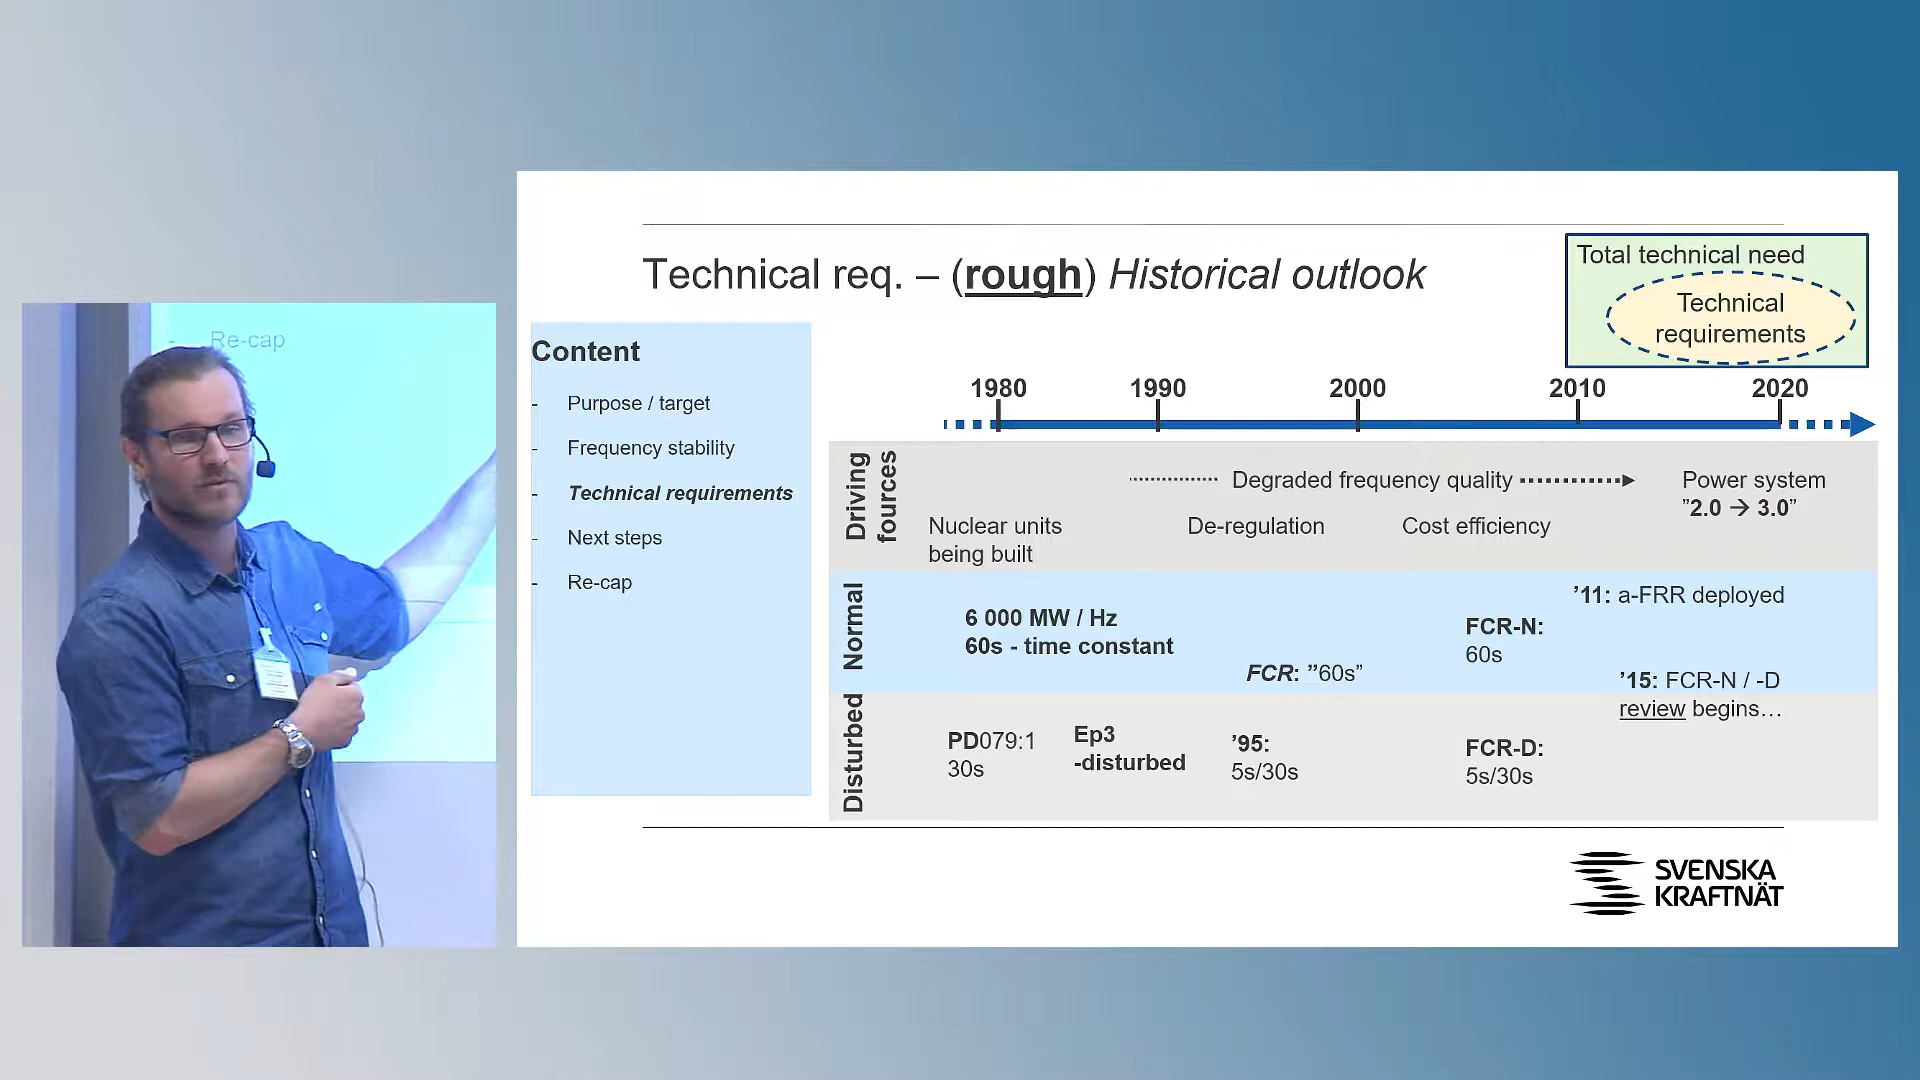 Re-cap
Technical req. – (rough) Historical outlook
Total technical need
Technical
requirements
Content
- Purpose / target
- Frequency stability
- Technical requirements
- Next steps
- Re-cap
1980 1990 2000 2010 2020
Driving
fources
Degraded frequency quality
Power system
”2.0 → 3.0”
Nuclear units
being built
De-regulation
Cost efficiency
Normal
6 000 MW / Hz
60s - time constant
FCR: ”60s”
FCR-N:
60s
’11: a-FRR deployed
’15: FCR-N / -D
review begins…
Disturbed
PD079:1
30s
Ep3
-disturbed
’95:
5s/30s
FCR-D:
5s/30s
SVENSKA
KRAFTNÄT